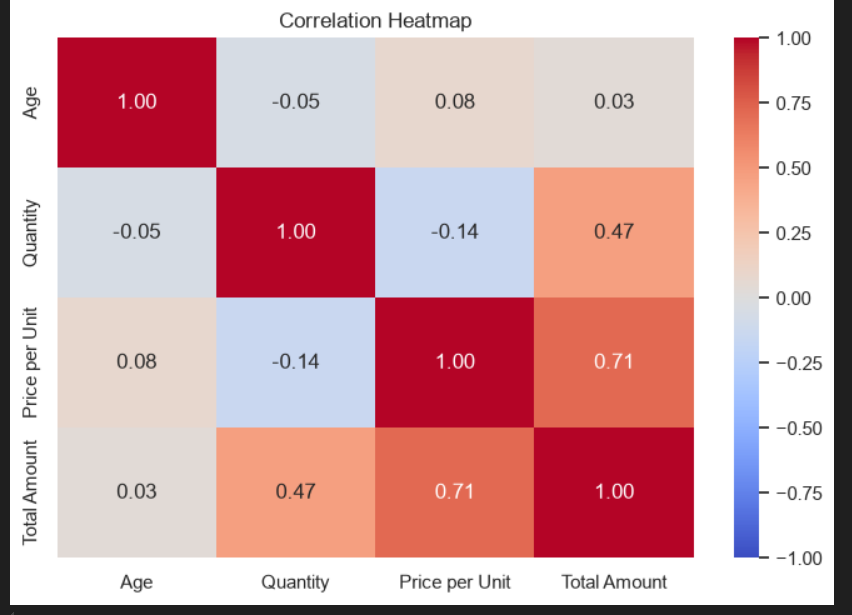 Correlation Heatmap
Age 1.00 -0.05 0.08 0.03
Quantity -0.05 1.00 -0.14 0.47
Price per Unit 0.08 -0.14 1.00 0.71
Total Amount 0.03 0.47 0.71 1.00
Age Quantity Price per Unit Total Amount
1.00
0.75
0.50
0.25
0.00
−0.25
−0.50
−0.75
−1.00